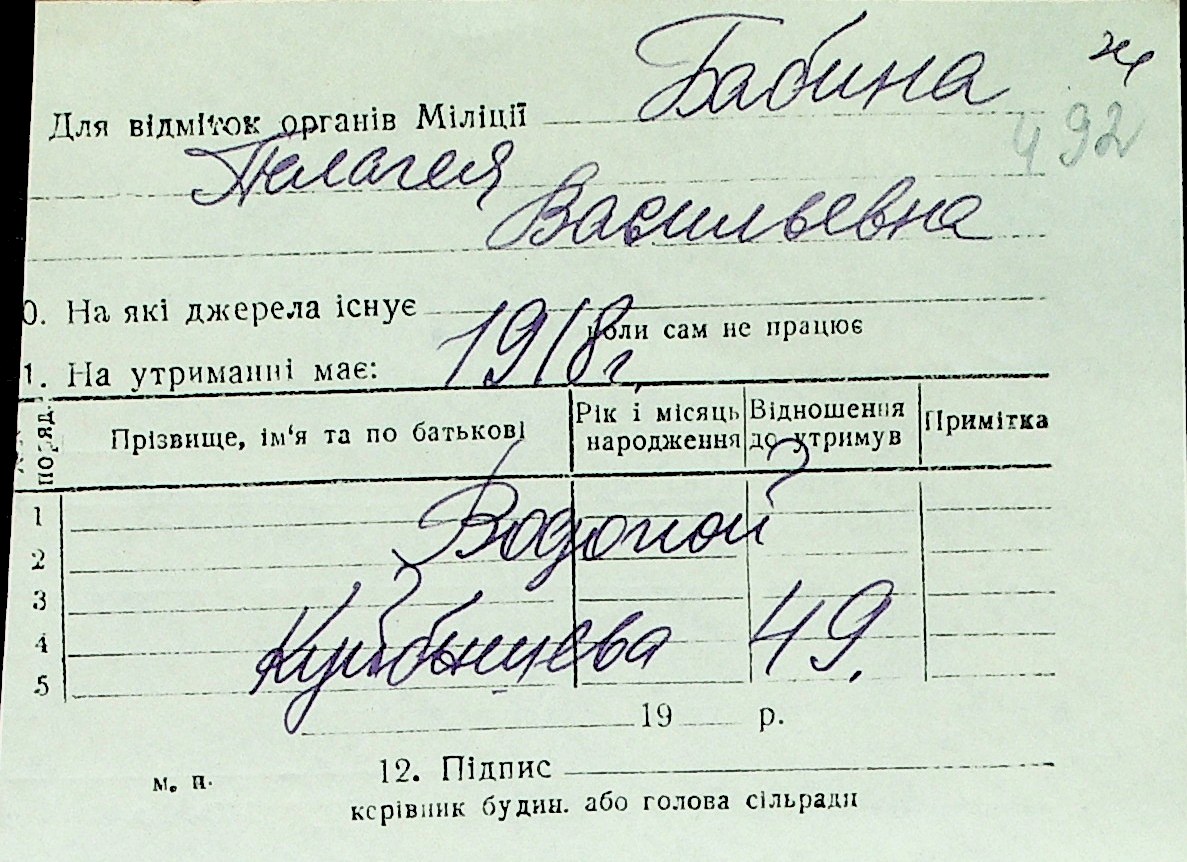 Бабина
Для відміток органів Міліції
492
Пелагея
Васильевна
0. На які джерела існує
коли сам не працює
1. На утриманні має:
1918 г.
поряд. Прізвище, ім'я та по батькові Рік і місяць народження Відношення до утримув Примітка
1
Водопой
2
3
4 Куйбышева 49.
5
19 р.
м. п. 12. Підпис
керівник будин. або голова сільради